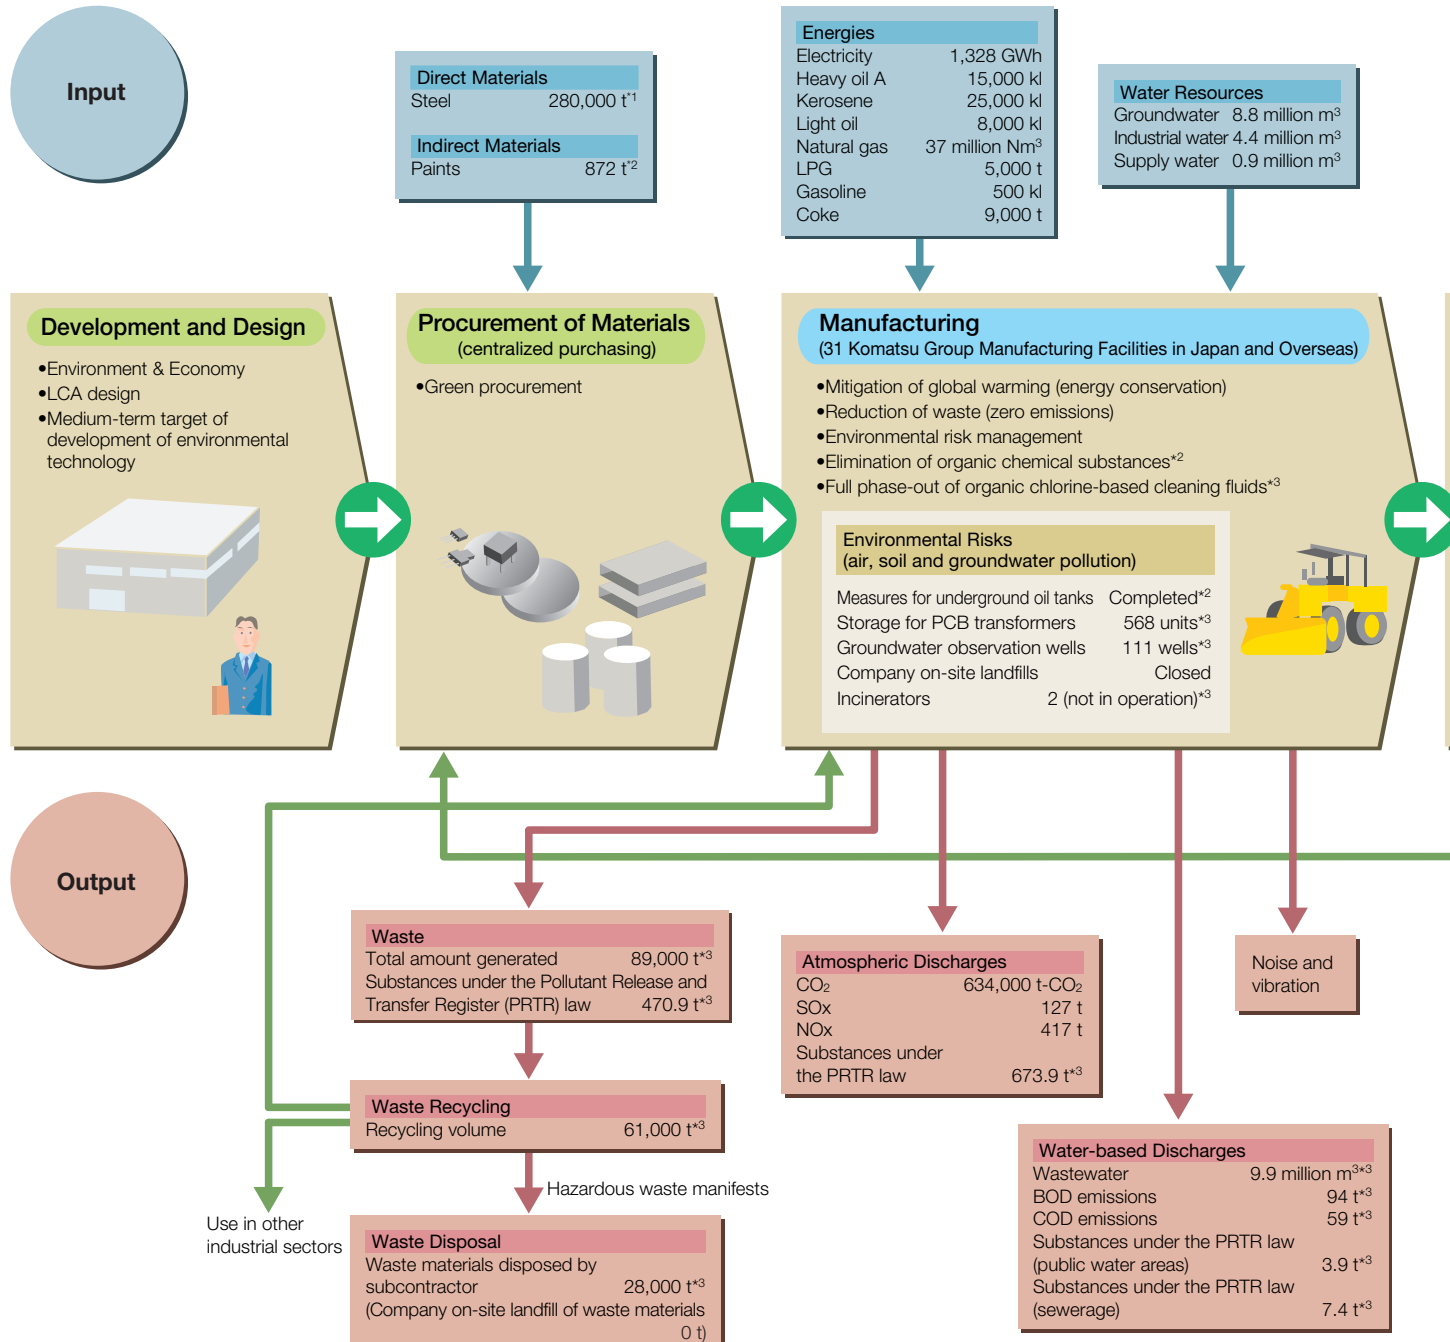 Input
Direct Materials
Steel 280,000 t*1
Indirect Materials
Paints 872 t*2
Energies
Electricity 1,328 GWh
Heavy oil A 15,000 kl
Kerosene 25,000 kl
Light oil 8,000 kl
Natural gas 37 million Nm3
LPG 5,000 t
Gasoline 500 kl
Coke 9,000 t
Water Resources
Groundwater 8.8 million m3
Industrial water 4.4 million m3
Supply water 0.9 million m3
Development and Design
•Environment & Economy
•LCA design
•Medium-term target of
development of environmental
technology
Procurement of Materials
(centralized purchasing)
•Green procurement
Manufacturing
(31 Komatsu Group Manufacturing Facilities in Japan and Overseas)
•Mitigation of global warming (energy conservation)
•Reduction of waste (zero emissions)
•Environmental risk management
•Elimination of organic chemical substances*2
•Full phase-out of organic chlorine-based cleaning fluids*3
Environmental Risks
(air, soil and groundwater pollution)
Measures for underground oil tanks Completed*2
Storage for PCB transformers 568 units*3
Groundwater observation wells 111 wells*3
Company on-site landfills Closed
Incinerators 2 (not in operation)*3
Output
Waste
Total amount generated 89,000 t*3
Substances under the Pollutant Release and
Transfer Register (PRTR) law 470.9 t*3
Waste Recycling
Recycling volume 61,000 t*3
Hazardous waste manifests
Use in other
industrial sectors
Waste Disposal
Waste materials disposed by
subcontractor 28,000 t*3
(Company on-site landfill of waste materials
0 t)
Atmospheric Discharges
CO2 634,000 t-CO2
SOx 127 t
NOx 417 t
Substances under
the PRTR law 673.9 t*3
Noise and
vibration
Water-based Discharges
Wastewater 9.9 million m3*3
BOD emissions 94 t*3
COD emissions 59 t*3
Substances under the PRTR law
(public water areas) 3.9 t*3
Substances under the PRTR law
(sewerage) 7.4 t*3